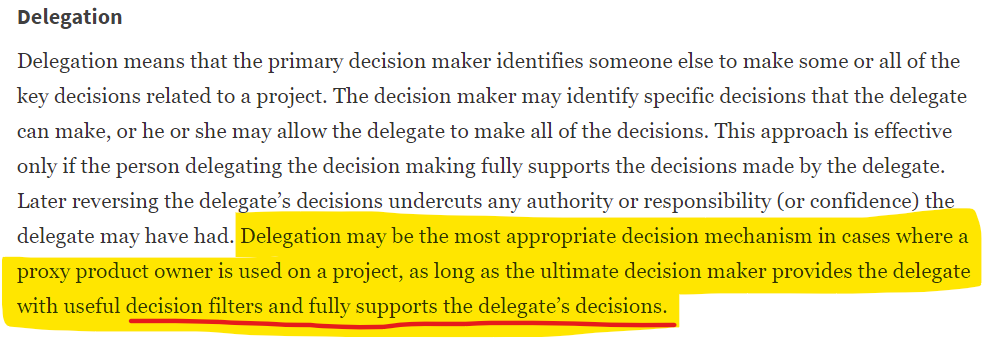 Delegation
Delegation means that the primary decision maker identifies someone else to make some or all of the
key decisions related to a project. The decision maker may identify specific decisions that the delegate
can make, or he or she may allow the delegate to make all of the decisions. This approach is effective
only if the person delegating the decision making fully supports the decisions made by the delegate.
Later reversing the delegate’s decisions undercuts any authority or responsibility (or confidence) the
delegate may have had. Delegation may be the most appropriate decision mechanism in cases where a
proxy product owner is used on a project, as long as the ultimate decision maker provides the delegate
with useful decision filters and fully supports the delegate’s decisions.